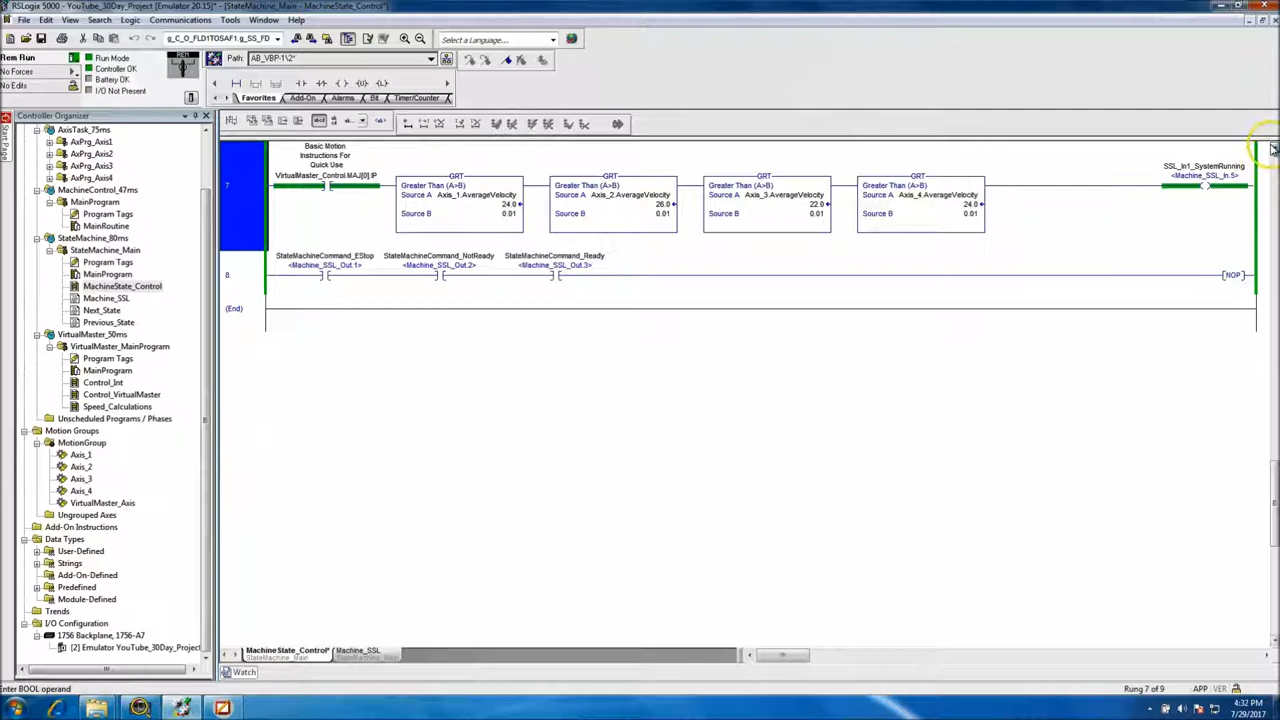 RSLogix 5000 - YouTube_30Day_Project [Emulator 20.15]* - [StateMachine_Main - MachineState_Control*]
File Edit View Search Logic Communications Tools Window Help
g_C_O_FLD1TOSAF1.g_SS_FD
Select a Language...
Rem Run
No Forces
No Edits
Run Mode
Controller OK
Battery OK
I/O Not Present
REM
Path: AB_VBP-1\2*
Favorites Add-On Alarms Bit Timer/Counter
Start Page
Controller Organizer
AxisTask_75ms
AxPrg_Axis1
AxPrg_Axis2
AxPrg_Axis3
AxPrg_Axis4
MachineControl_47ms
MainProgram
Program Tags
MainRoutine
StateMachine_80ms
StateMachine_Main
Program Tags
MainProgram
MachineState_Control
Machine_SSL
Next_State
Previous_State
VirtualMaster_50ms
VirtualMaster_MainProgram
Program Tags
MainProgram
Control_Int
Control_VirtualMaster
Speed_Calculations
Unscheduled Programs / Phases
Motion Groups
MotionGroup
Axis_1
Axis_2
Axis_3
Axis_4
VirtualMaster_Axis
Ungrouped Axes
Add-On Instructions
Data Types
User-Defined
Strings
Add-On-Defined
Predefined
Module-Defined
Trends
I/O Configuration
1756 Backplane, 1756-A7
[2] Emulator YouTube_30Day_Project
7
Basic Motion
Instructions For
Quick Use
VirtualMaster_Control.MAJ[0].IP
GRT
Greater Than (A>B)
Source A Axis_1.AverageVelocity
24.0
Source B 0.01
GRT
Greater Than (A>B)
Source A Axis_2.AverageVelocity
26.0
Source B 0.01
GRT
Greater Than (A>B)
Source A Axis_3.AverageVelocity
22.0
Source B 0.01
GRT
Greater Than (A>B)
Source A Axis_4.AverageVelocity
24.0
Source B 0.01
SSL_In1_SystemRunning
<Machine_SSL_In.5>
8
StateMachineCommand_EStop
<Machine_SSL_Out.1>
StateMachineCommand_NotReady
<Machine_SSL_Out.2>
StateMachineCommand_Ready
<Machine_SSL_Out.3>
NOP
(End)
MachineState_Control*
StateMachine_Main
Machine_SSL
StateMachine_Main
Watch
Enter BOOL operand
Rung 7 of 9
APP
VER
4:32 PM
7/29/2017